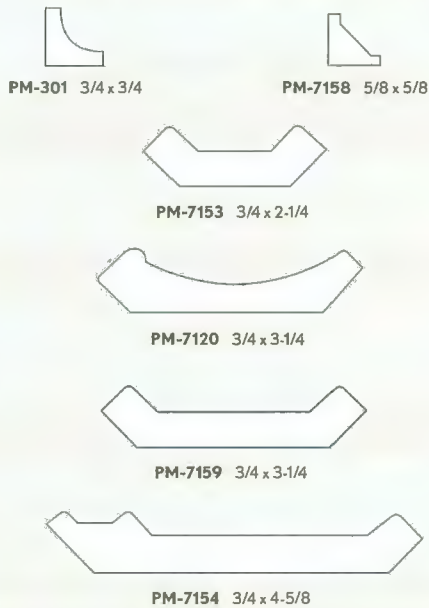 PM-301 3/4 x 3/4
PM-7158 5/8 x 5/8
PM-7153 3/4 x 2-1/4
PM-7120 3/4 x 3-1/4
PM-7159 3/4 x 3-1/4
PM-7154 3/4 x 4-5/8